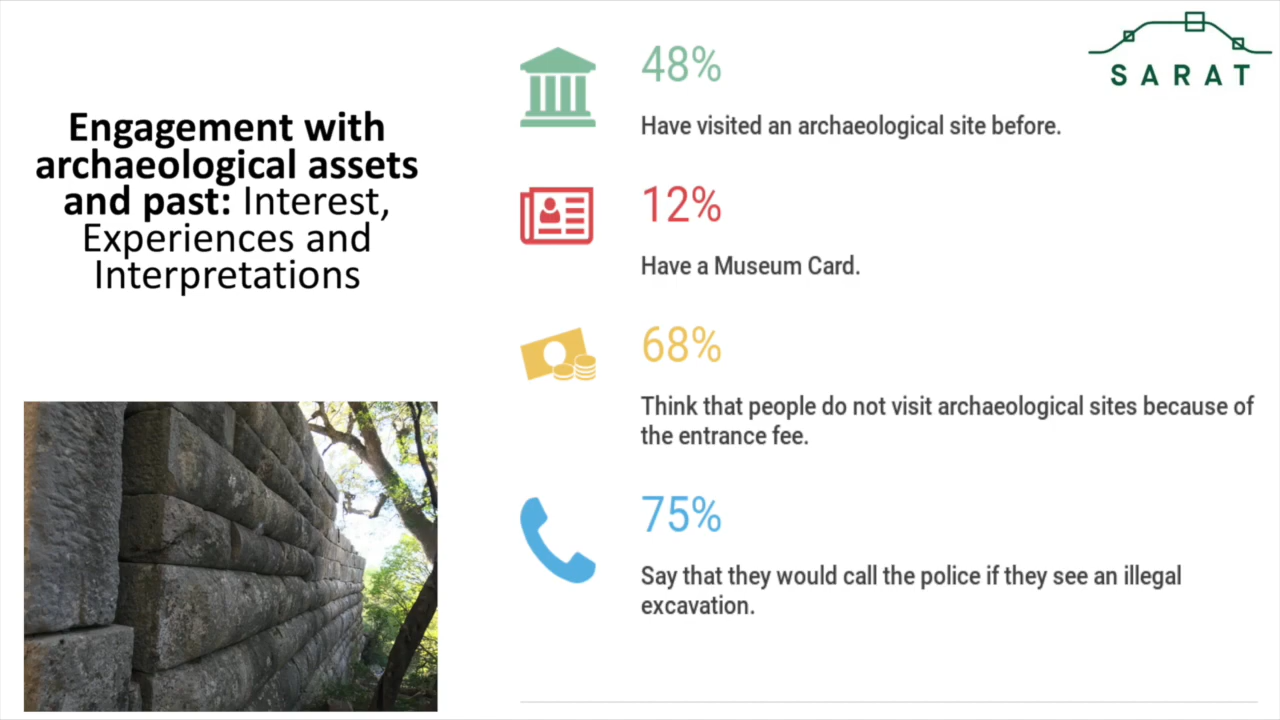 Engagement with
archaeological assets
and past: Interest,
Experiences and
Interpretations
48%
Have visited an archaeological site before.
12%
Have a Museum Card.
68%
Think that people do not visit archaeological sites because of
the entrance fee.
75%
Say that they would call the police if they see an illegal
excavation.
SARAT